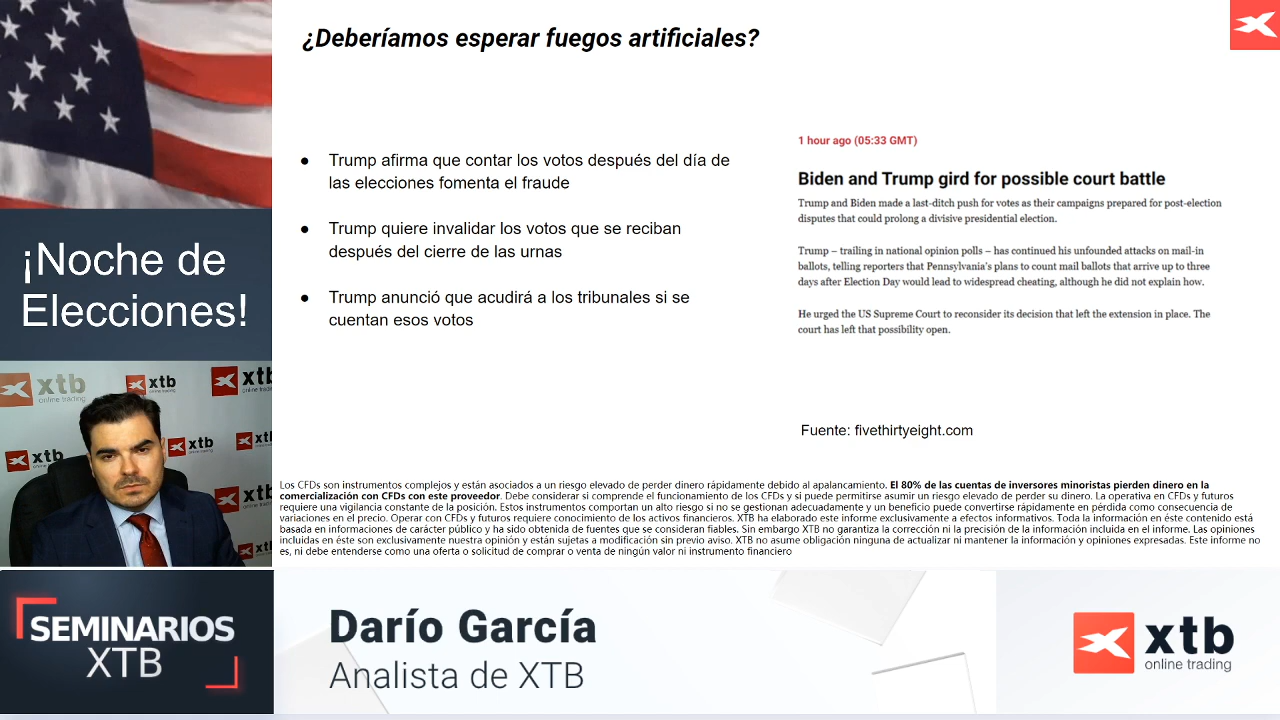 ¿Deberíamos esperar fuegos artificiales?
¡Noche de
Elecciones!
Trump afirma que contar los votos después del día de
las elecciones fomenta el fraude
Trump quiere invalidar los votos que se reciban
después del cierre de las urnas
Trump anunció que acudirá a los tribunales si se
cuentan esos votos
1 hour ago (05:33 GMT)
Biden and Trump gird for possible court battle
Trump and Biden made a last-ditch push for votes as their campaigns prepared for post-election
disputes that could prolong a divisive presidential election.
Trump – trailing in national opinion polls – has continued his unfounded attacks on mail-in
ballots, telling reporters that Pennsylvania's plans to count mail ballots that arrive up to three
days after Election Day would lead to widespread cheating, although he did not explain how.
He urged the US Supreme Court to reconsider its decision that left the extension in place. The
court has left that possibility open.
Fuente: fivethirtyeight.com
xtb
online trading
xtb
xtb
xtb
xtb
xtb
xtb
Los CFDs son instrumentos complejos y están asociados a un riesgo elevado de perder dinero rápidamente debido al apalancamiento. El 80% de las cuentas de inversores minoristas pierden dinero en la
comercialización con CFDs con este proveedor. Debe considerar si comprende el funcionamiento de los CFDs y si puede permitirse asumir un riesgo elevado de perder su dinero. La operativa en CFDs y futuros
requiere una vigilancia constante de la posición. Estos instrumentos comportan un alto riesgo si no se gestionan adecuadamente y un beneficio puede convertirse rápidamente en pérdida como consecuencia de
variaciones en el precio. Operar con CFDs y futuros requiere conocimiento de los activos financieros. XTB ha elaborado este informe exclusivamente a efectos informativos. Toda la información en éste contenido está
basada en informaciones de carácter público y ha sido obtenida de fuentes que se consideran fiables. Sin embargo XTB no garantiza la corrección ni la precisión de la información incluida en el informe. Las opiniones
incluidas en éste son exclusivamente nuestra opinión y están sujetas a modificación sin previo aviso. XTB no asume obligación ninguna de actualizar ni mantener la información y opiniones expresadas. Este informe no
es, ni debe entenderse como una oferta o solicitud de comprar o venta de ningún valor ni instrumento financiero
SEMINARIOS
XTB
Darío García
Analista de XTB
xtb
online trading